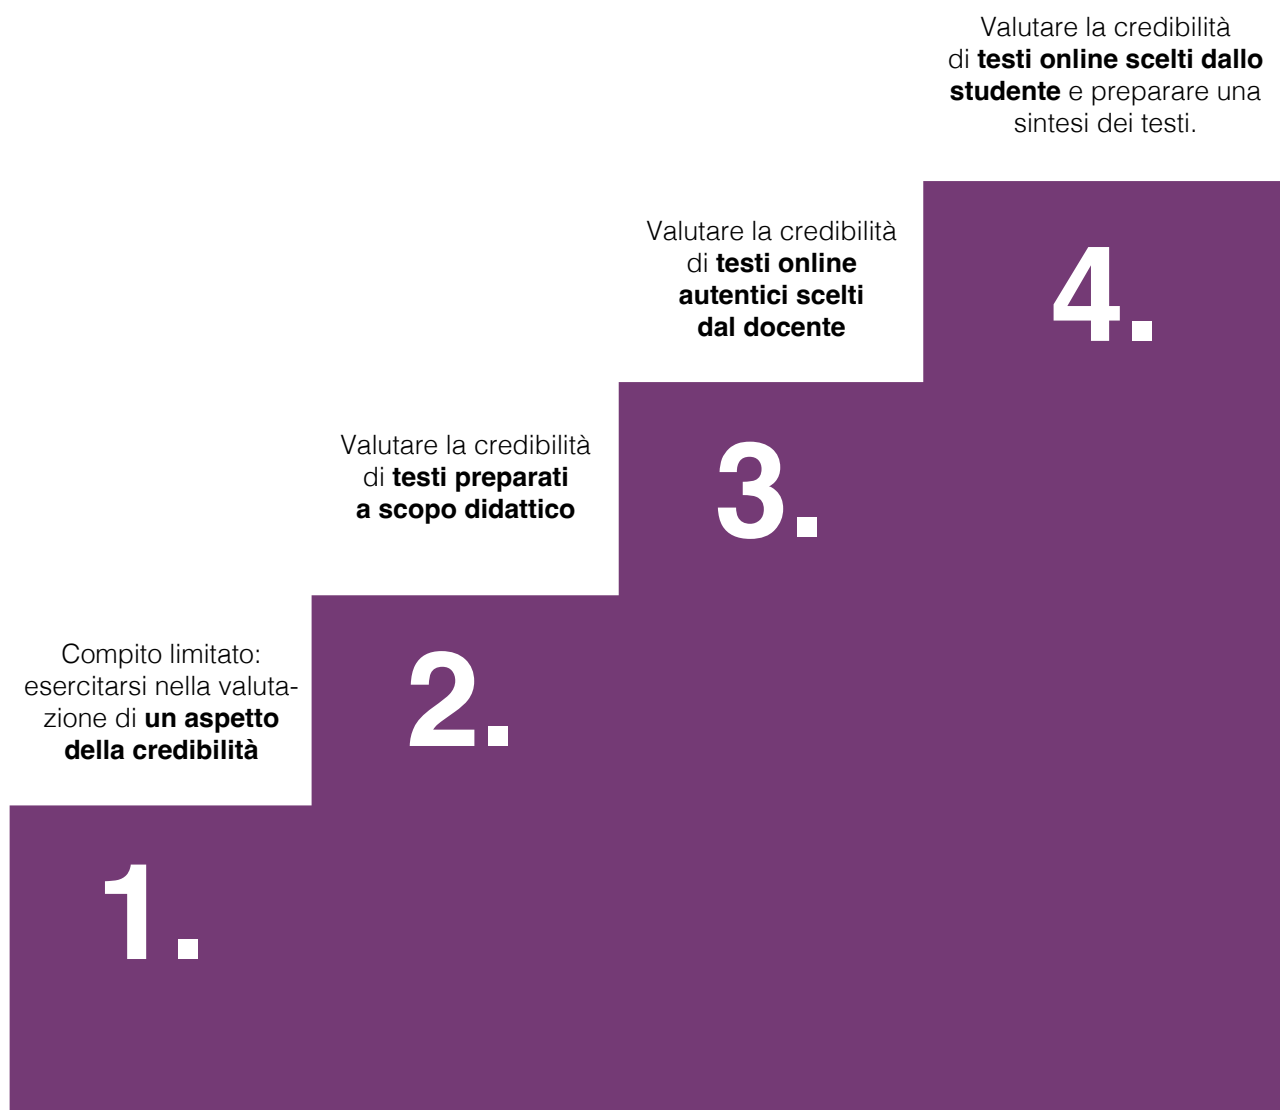 Valutare la credibilità
di testi online scelti dallo
studente e preparare una
sintesi dei testi.
4.
Valutare la credibilità
di testi online
autentici scelti
dal docente
3.
Valutare la credibilità
di testi preparati
a scopo didattico
2.
Compito limitato:
esercitarsi nella valuta-
zione di un aspetto
della credibilità
1.